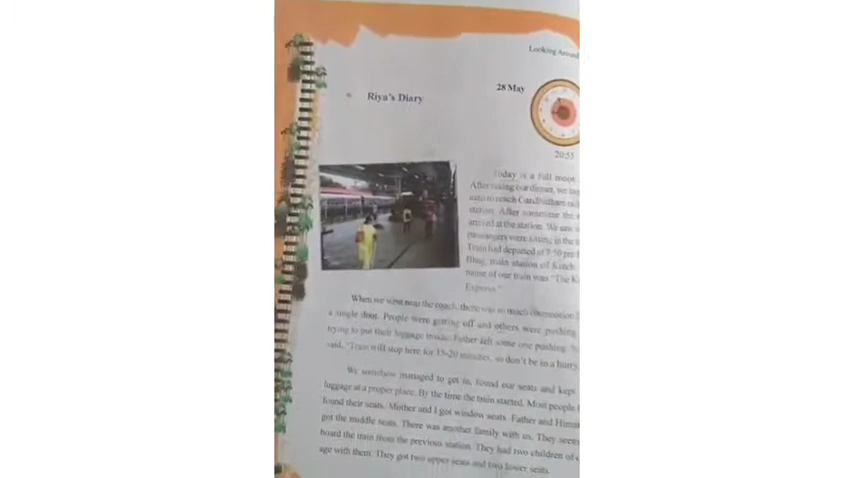 Looking Around
28 May
Riya's Diary
20:55
Today is a full moon
After taking our dinner, we
auto to reach Gandhidham
station. After sometime the
arrived at the station. We saw
passengers were sitting in the
Train had departed at 7:50 pm
Bhuj, main station of Kutch.
name of our train was "The
Express."
When we went near the coach, there was so much commotion
a single door. People were getting off and others were pushing
trying to put their luggage inside. Father felt some one pushing.
said, "Train will stop here for 15-20 minutes, so don't be in a hurry
We somehow managed to get in, found our seats and kept
luggage at a proper place. By the time the train started, Most people
found their seats. Mother and I got window seats. Father and
got the middle seats. There was another family with us. They
board the train from the previous station. They had two children of
age with them. They got two upper seats and two lower seats.